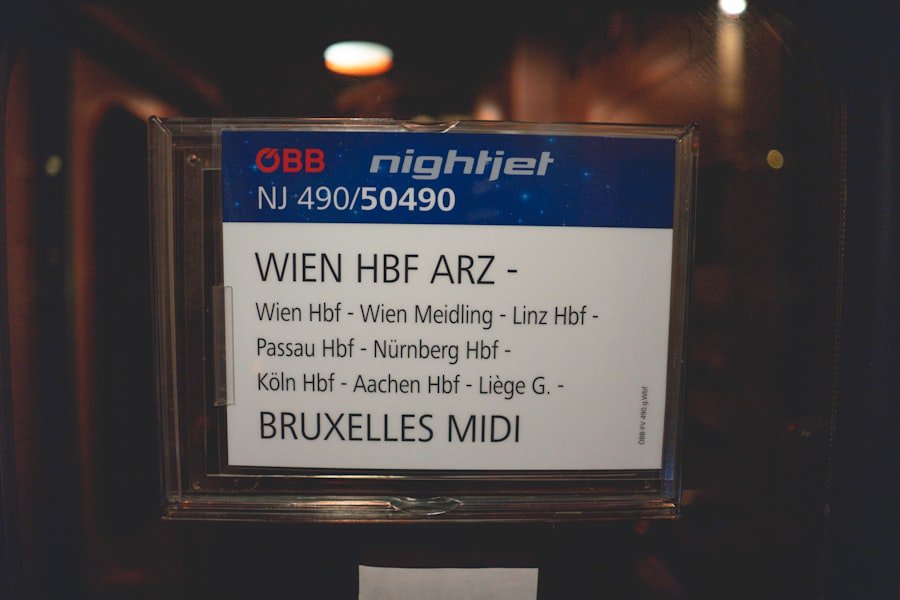 ÖBB nightjet
NJ 490/50490
WIEN HBF ARZ -
Wien Hbf - Wien Meidling - Linz Hbf -
Passau Hbf - Nürnberg Hbf -
Köln Hbf - Aachen Hbf - Liège G. -
BRUXELLES MIDI